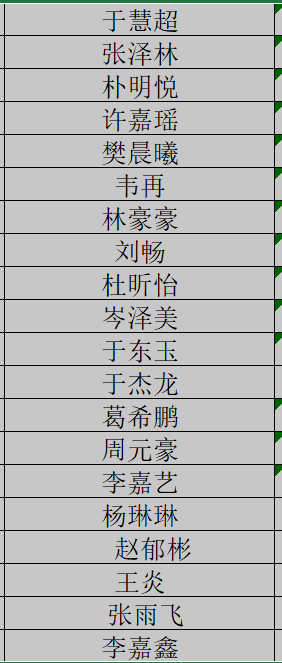 于慧超
张泽林
朴明悦
许嘉瑶
樊晨曦
韦再
林豪豪
刘畅
杜昕怡
岑泽美
于东玉
于杰龙
葛希鹏
周元豪
李嘉艺
杨琳琳
赵郁彬
王炎
张雨飞
李嘉鑫